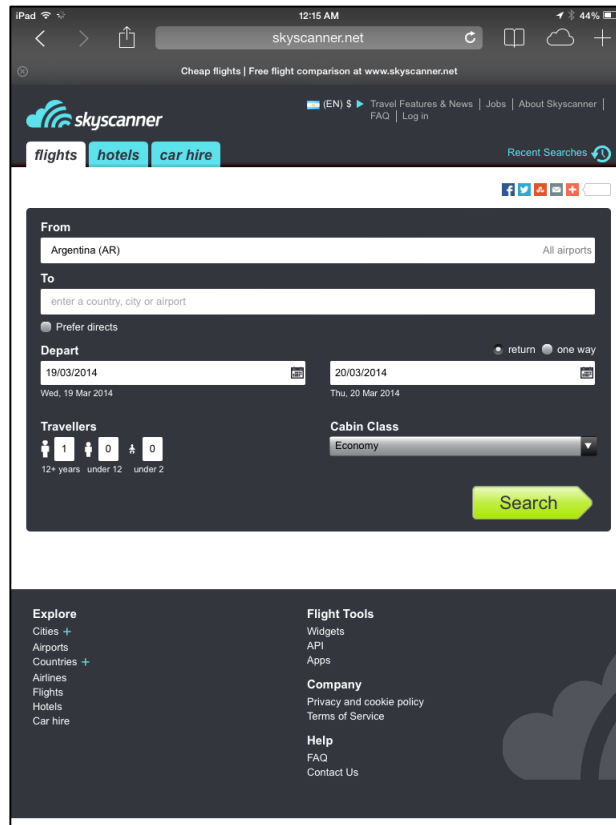 iPad 12:15 AM 44%
skyscanner.net
Cheap flights | Free flight comparison at www.skyscanner.net
skyscanner
(EN) $ Travel Features & News | Jobs | About Skyscanner |
FAQ | Log in
flights hotels car hire
Recent Searches
From
Argentina (AR) All airports
To
enter a country, city or airport
Prefer directs
Depart return one way
19/03/2014 20/03/2014
Wed, 19 Mar 2014 Thu, 20 Mar 2014
Travellers Cabin Class
1 0 0 Economy
12+ years under 12 under 2
Search
Explore Flight Tools
Cities + Widgets
Airports API
Countries + Apps
Airlines
Flights Company
Hotels Privacy and cookie policy
Car hire Terms of Service
Help
FAQ
Contact Us